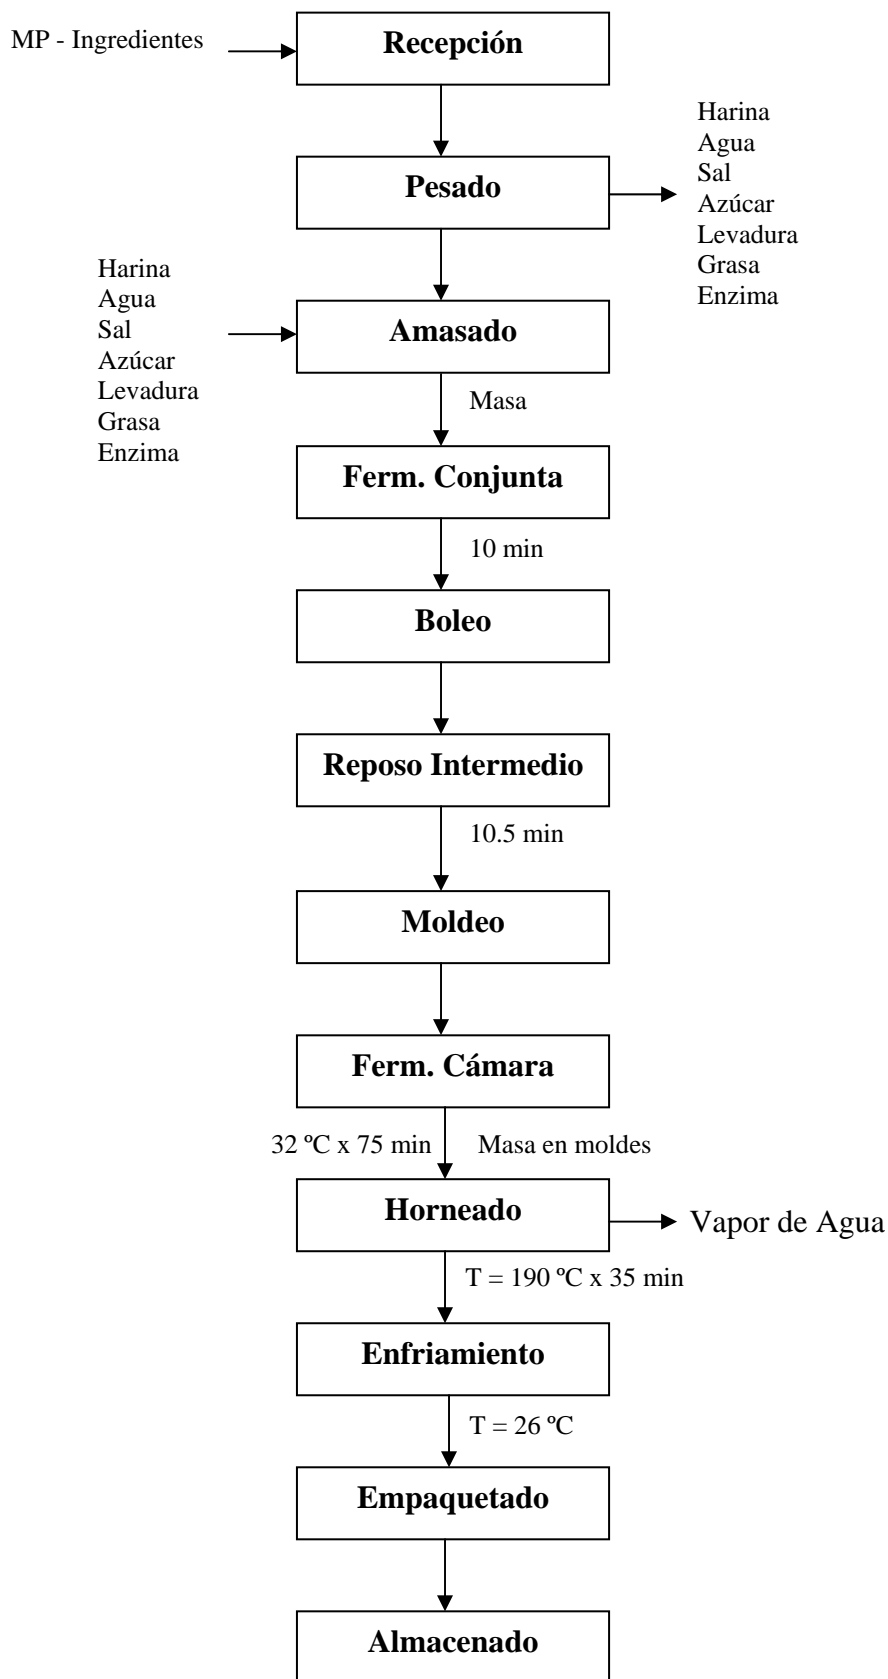 MP - Ingredientes
Recepción
Harina
Agua
Sal
Azúcar
Levadura
Grasa
Enzima
Pesado
Harina
Agua
Sal
Azúcar
Levadura
Grasa
Enzima
Amasado
Masa
Ferm. Conjunta
10 min
Boleo
Reposo Intermedio
10.5 min
Moldeo
Ferm. Cámara
32 ºC x 75 min
Masa en moldes
Horneado
Vapor de Agua
T = 190 ºC x 35 min
Enfriamiento
T = 26 ºC
Empaquetado
Almacenado